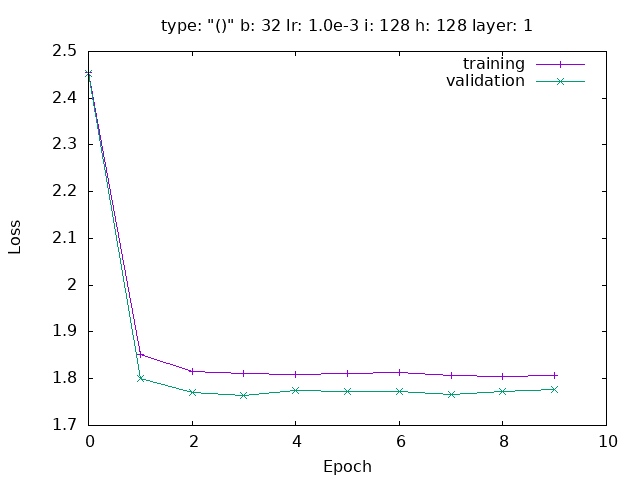 type: "()" b: 32 lr: 1.0e-3 i: 128 h: 128 layer: 1
training
validation
2.5
2.4
2.3
2.2
2.1
2
1.9
1.8
1.7
Loss
0 2 4 6 8 10
Epoch